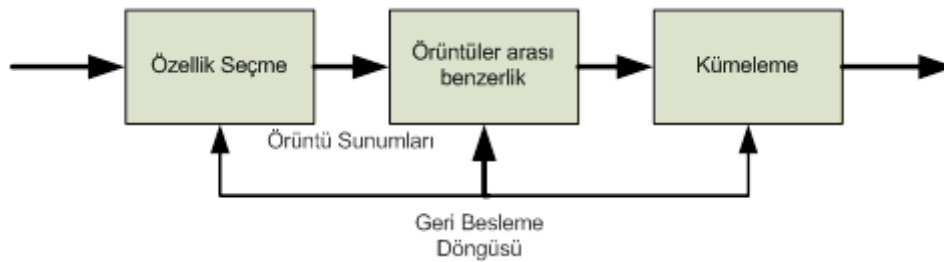 Özellik Seçme
Örüntüler arası
benzerlik
Kümeleme
Örüntü Sunumları
Geri Besleme
Döngüsü